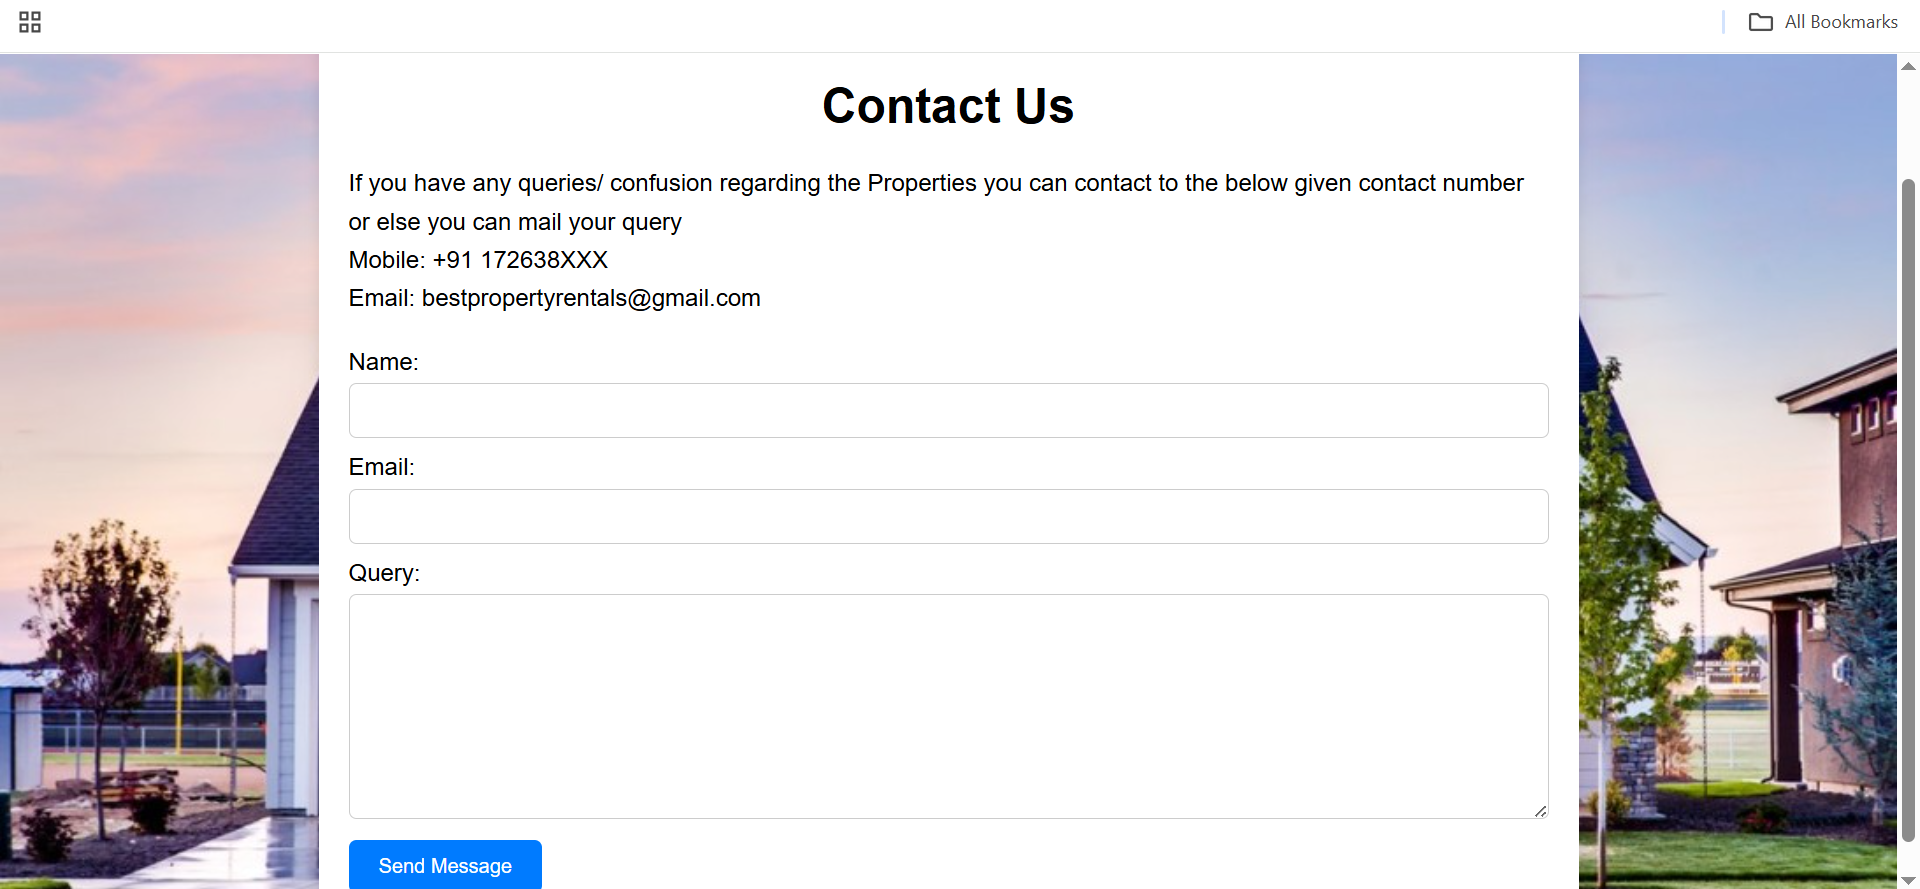 All Bookmarks
Contact Us
If you have any queries/ confusion regarding the Properties you can contact to the below given contact number
or else you can mail your query
Mobile: +91 172638XXX
Email: bestpropertyrentals@gmail.com
Name:
Email:
Query:
Send Message